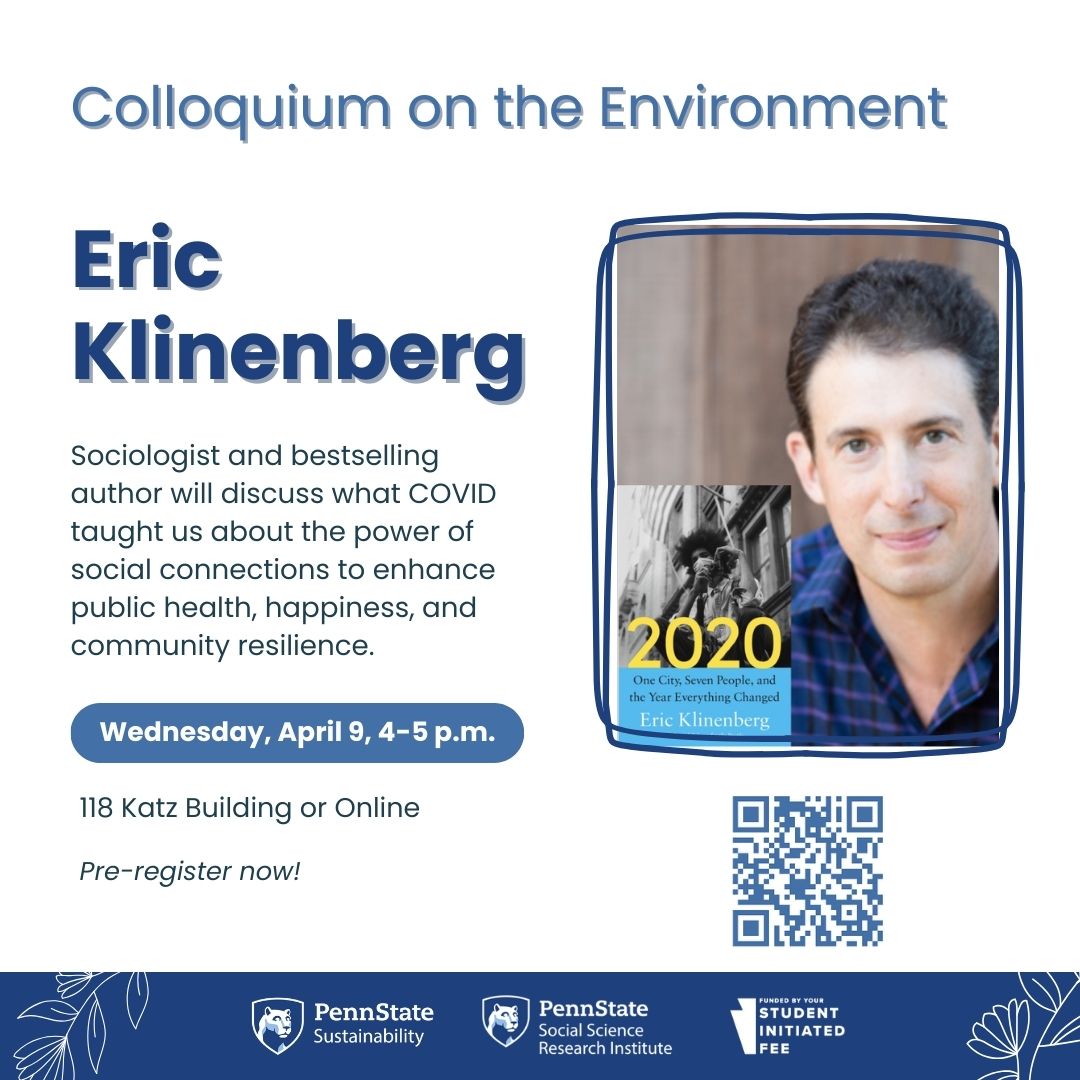 Colloquium on the Environment
Eric
Klinenberg
Sociologist and bestselling
author will discuss what COVID
taught us about the power of
social connections to enhance
public health, happiness, and
community resilience.
Wednesday, April 9, 4-5 p.m.
118 Katz Building or Online
Pre-register now!
2020
One City, Seven People, and
the Year Everything Changed
Eric Klinenberg
PennState
Sustainability
PennState
Social Science
Research Institute
FUNDED BY YOUR
STUDENT
INITIATED
FEE